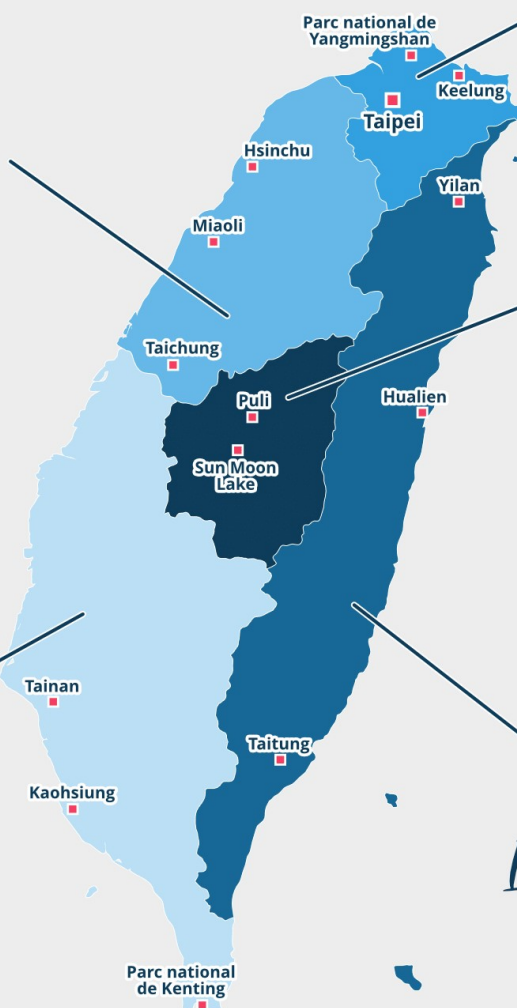 Parc national de
Yangmingshan
Keelung
Taipei
Hsinchu
Yilan
Miaoli
Taichung
Puli
Hualien
Sun Moon
Lake
Tainan
Taitung
Kaohsiung
Parc national
de Kenting